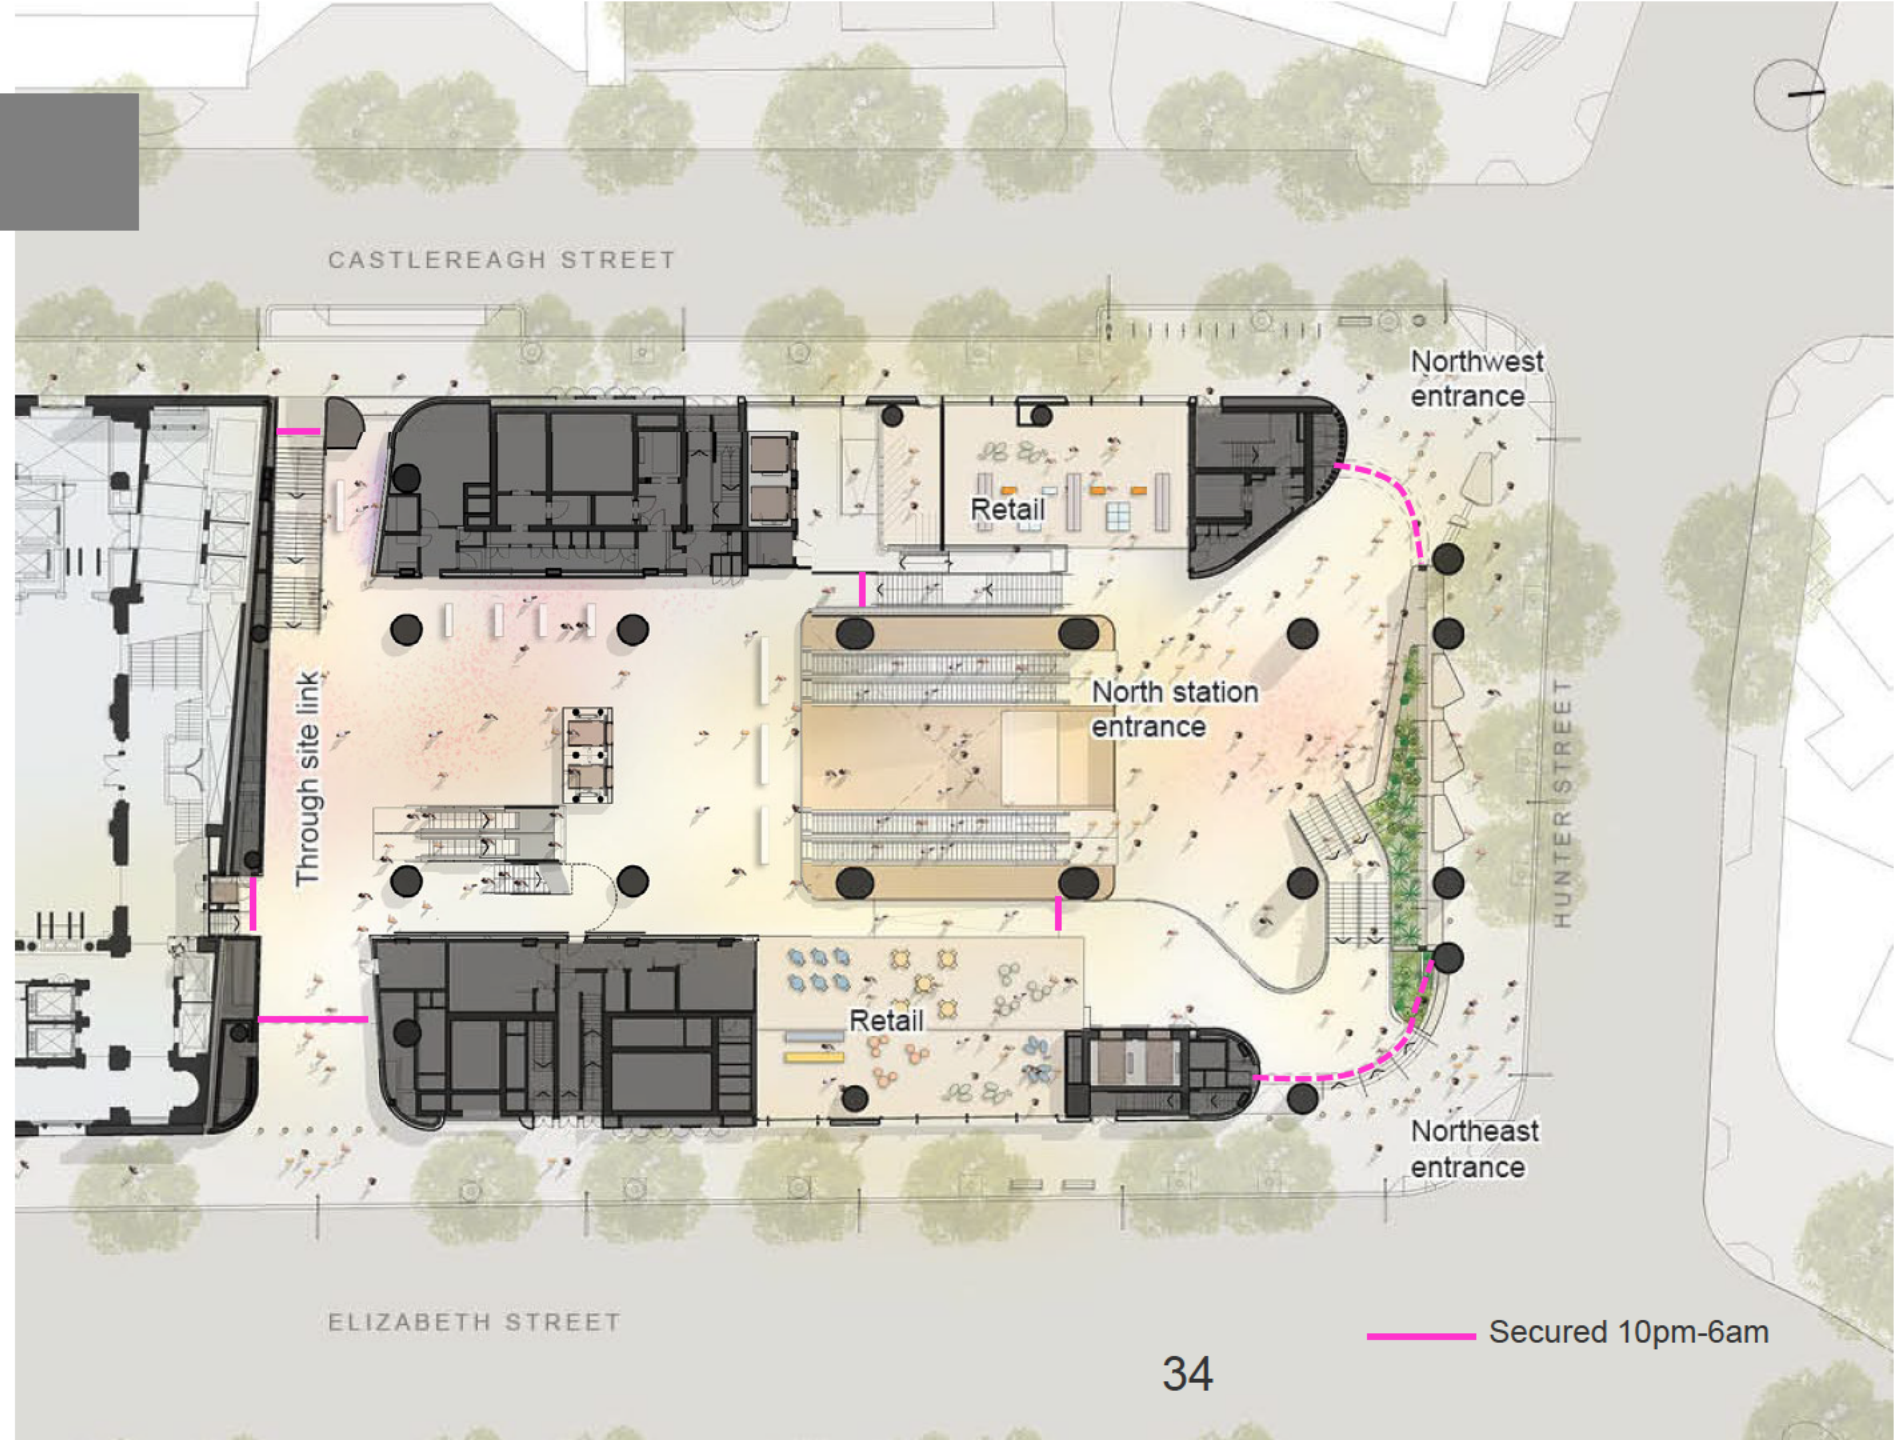 CASTLEREAGH STREET
Northwest
entrance
Retail
Through site link
North station
entrance
HUNTER STREET
Retail
Northeast
entrance
ELIZABETH STREET
Secured 10pm-6am
34